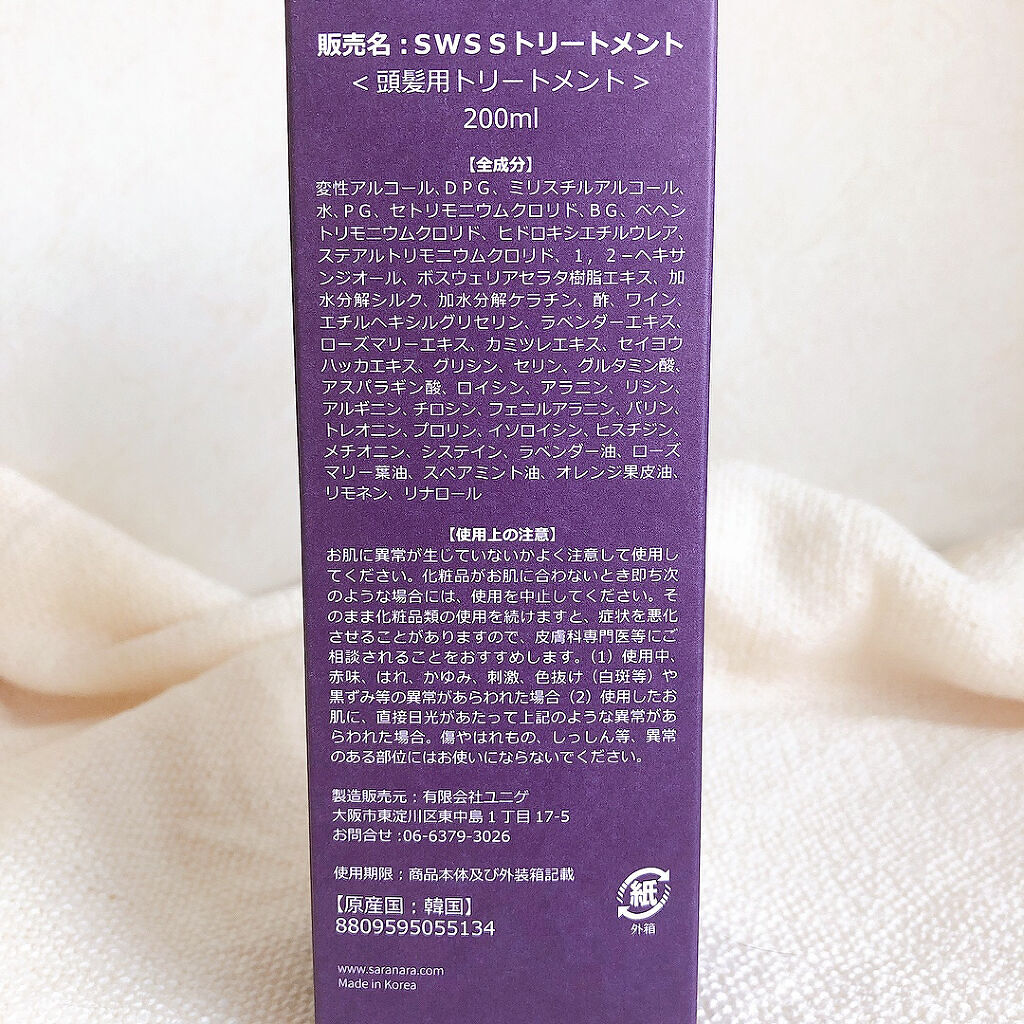 販売名：ＳＷＳＳトリートメント
＜頭髪用トリートメント＞
200ml
【全成分】
変性アルコール、ＤＰＧ、ミリスチルアルコール、
水、ＰＧ、セトリモニウムクロリド、ＢＧ、ベヘン
トリモニウムクロリド、ヒドロキシエチルウレア、
ステアルトリモニウムクロリド、１，２－ヘキサ
ンジオール、ボスウェリアセラタ樹脂エキス、加
水分解シルク、加水分解ケラチン、酢、ワイン、
エチルヘキシルグリセリン、ラベンダーエキス、
ローズマリーエキス、カミツレエキス、セイヨウ
ハッカエキス、グリシン、セリン、グルタミン酸、
アスパラギン酸、ロイシン、アラニン、リシン、
アルギニン、チロシン、フェニルアラニン、バリン、
トレオニン、プロリン、イソロイシン、ヒスチジン、
メチオニン、システイン、ラベンダー油、ローズ
マリー葉油、スペアミント油、オレンジ果皮油、
リモネン、リナロール
【使用上の注意】
お肌に異常が生じていないかよく注意して使用し
てください。化粧品がお肌に合わないとき即ち次
のような場合には、使用を中止してください。そ
のまま化粧品類の使用を続けますと、症状を悪化
させることがありますので、皮膚科専門医等にご
相談されることをおすすめします。（1）使用中、
赤味、はれ、かゆみ、刺激、色抜け（白斑等）や
黒ずみ等の異常があらわれた場合（2）使用したお
肌に、直接日光があたって上記のような異常があ
らわれた場合。傷やはれもの、しっしん等、異常
のある部位にはお使いにならないでください。
製造販売元：有限会社ユニゲ
大阪市東淀川区東中島1丁目17-5
お問合せ：06-6379-3026
使用期限：商品本体及び外装箱記載
紙
外箱
【原産国：韓国】
8809595055134
www.saranara.com
Made in Korea